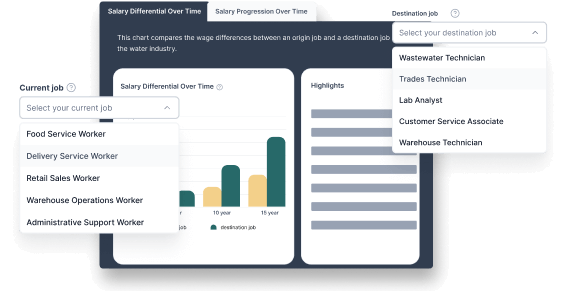 Salary Differential Over Time
Salary Progression Over Time
This chart compares the wage differences between an origin job and a destination job
the water industry.
Destination job ?
Select your destination job
Wastewater Technician
Trades Technician
Lab Analyst
Customer Service Associate
Warehouse Technician
Current job ?
Select your current job
Food Service Worker
Delivery Service Worker
Retail Sales Worker
Warehouse Operations Worker
Administrative Support Worker
Salary Differential Over Time ?
10 year
15 year
job
destination job
Highlights